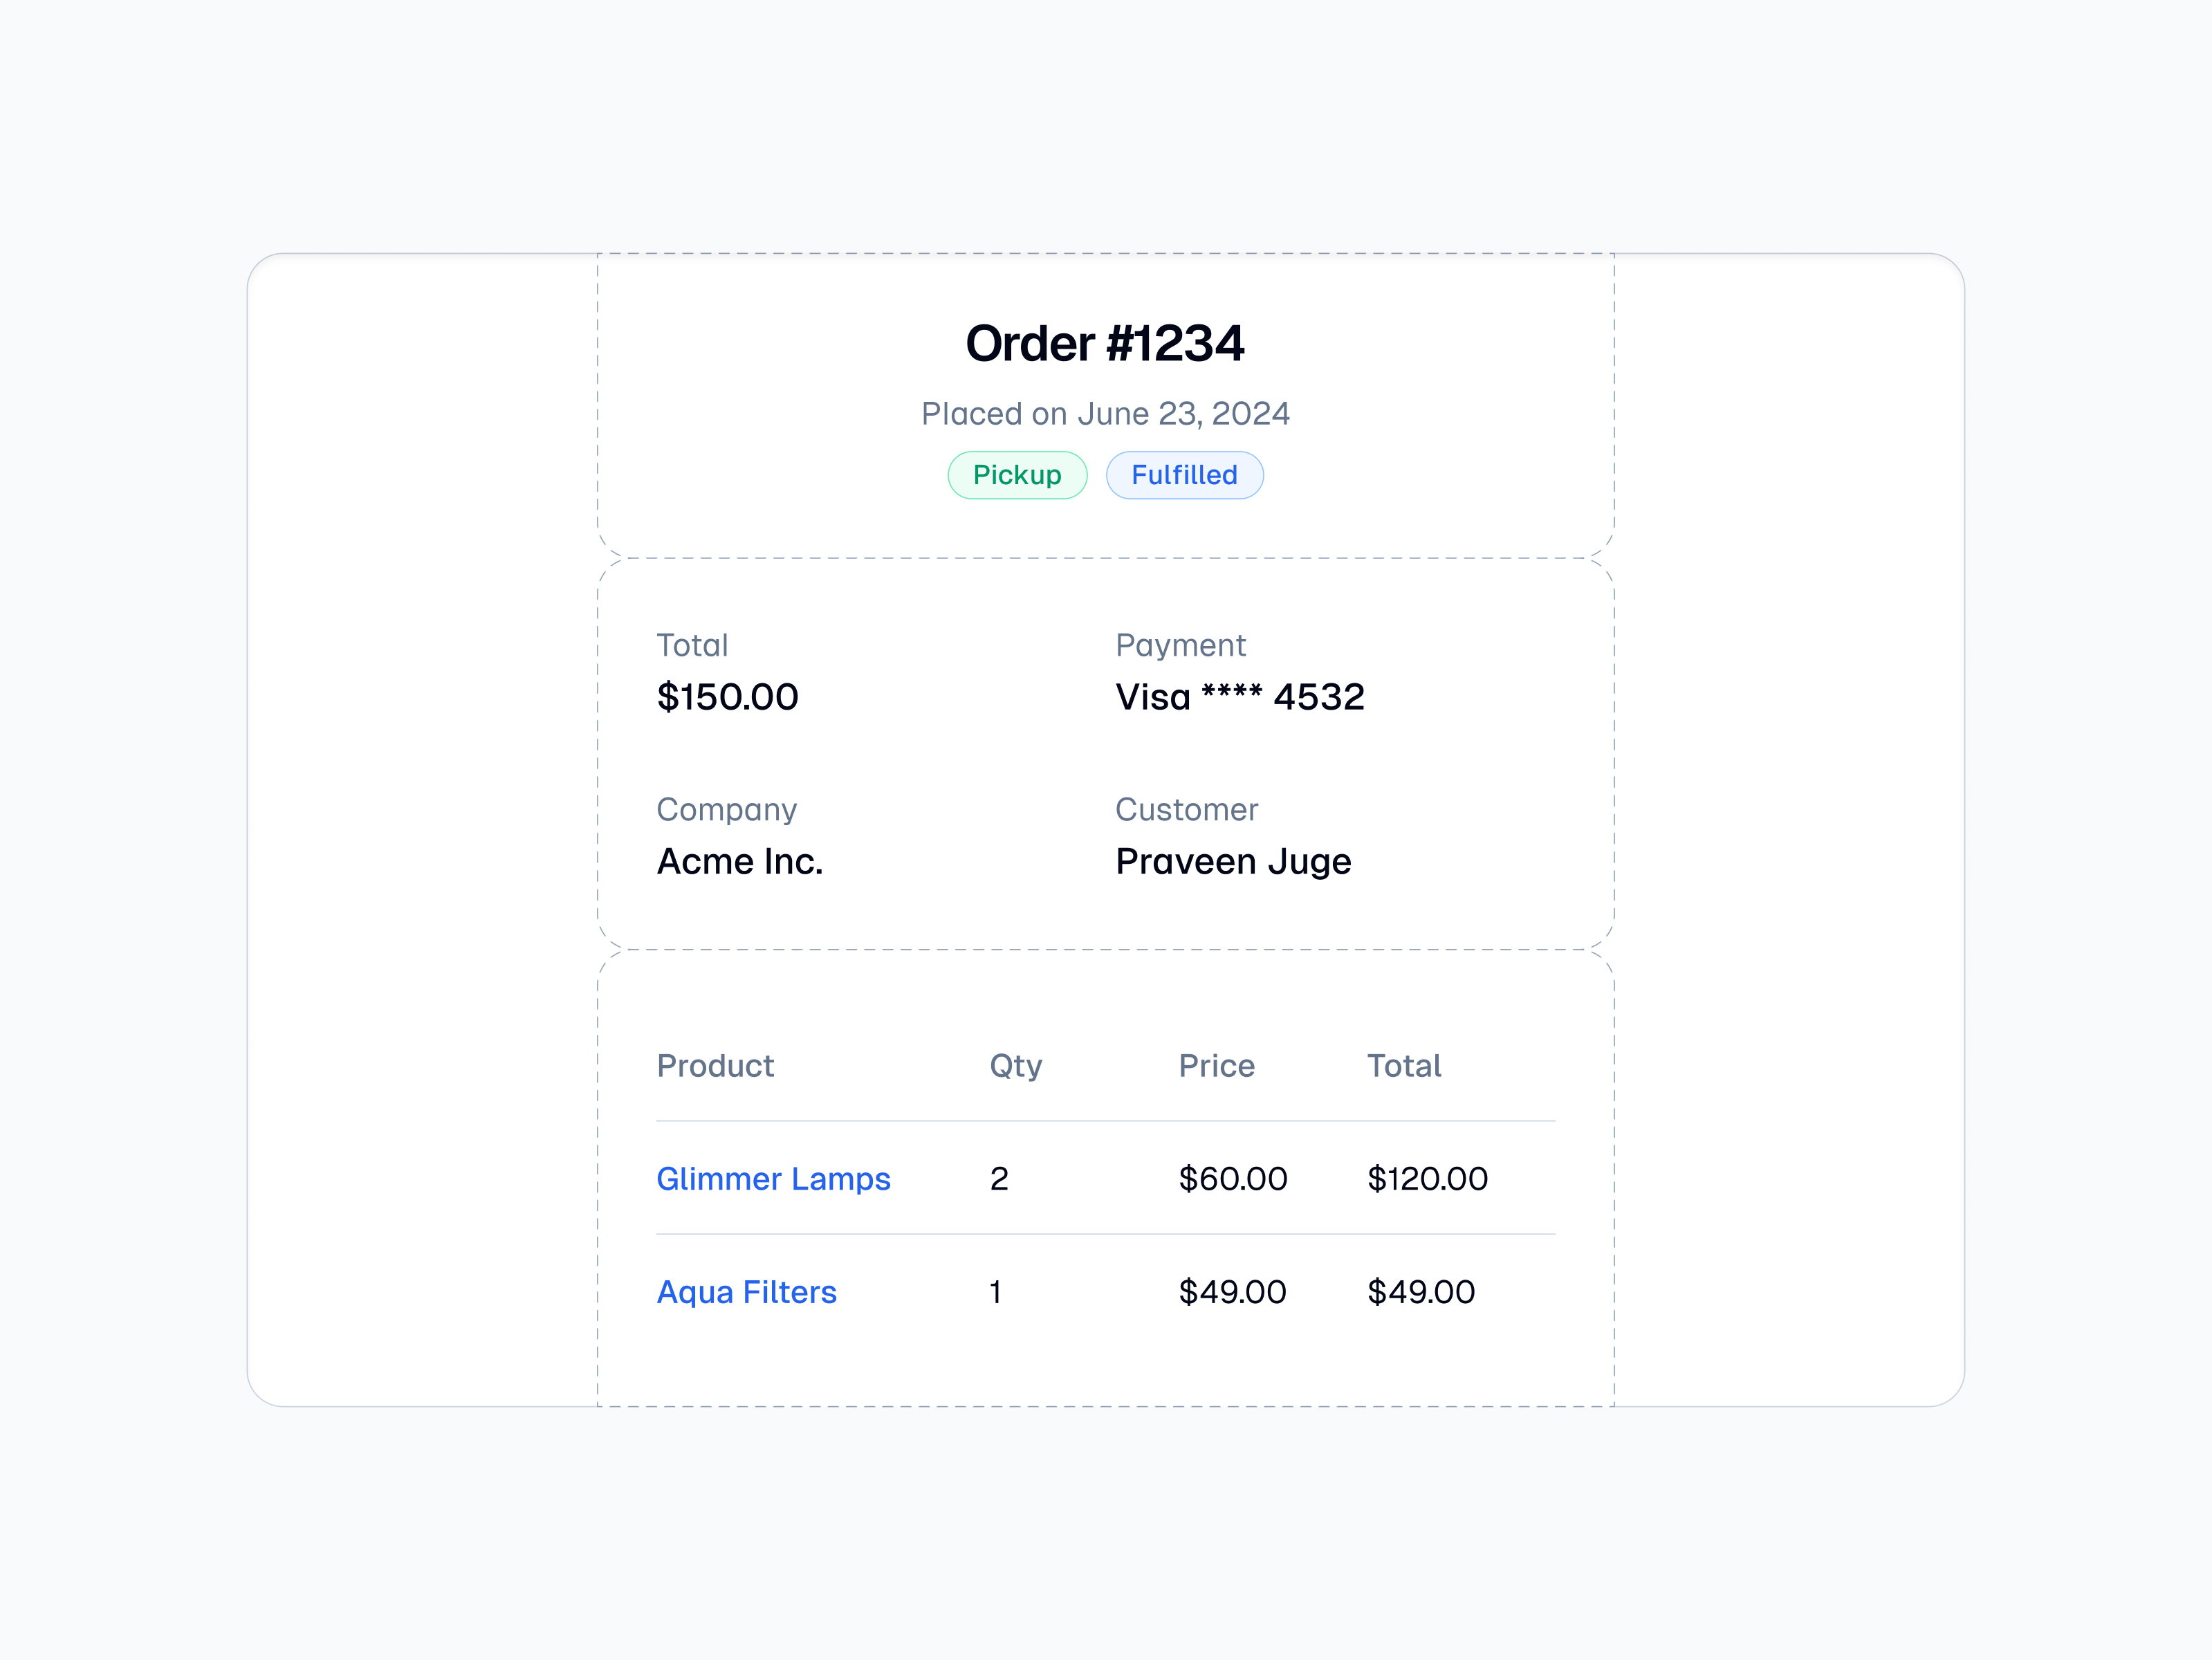 Order #1234
Placed on June 23, 2024
Pickup Fulfilled
Total Payment
$150.00 Visa **** 4532
Company Customer
Acme Inc. Praveen Juge
Product Qty Price Total
Glimmer Lamps 2 $60.00 $120.00
Aqua Filters 1 $49.00 $49.00